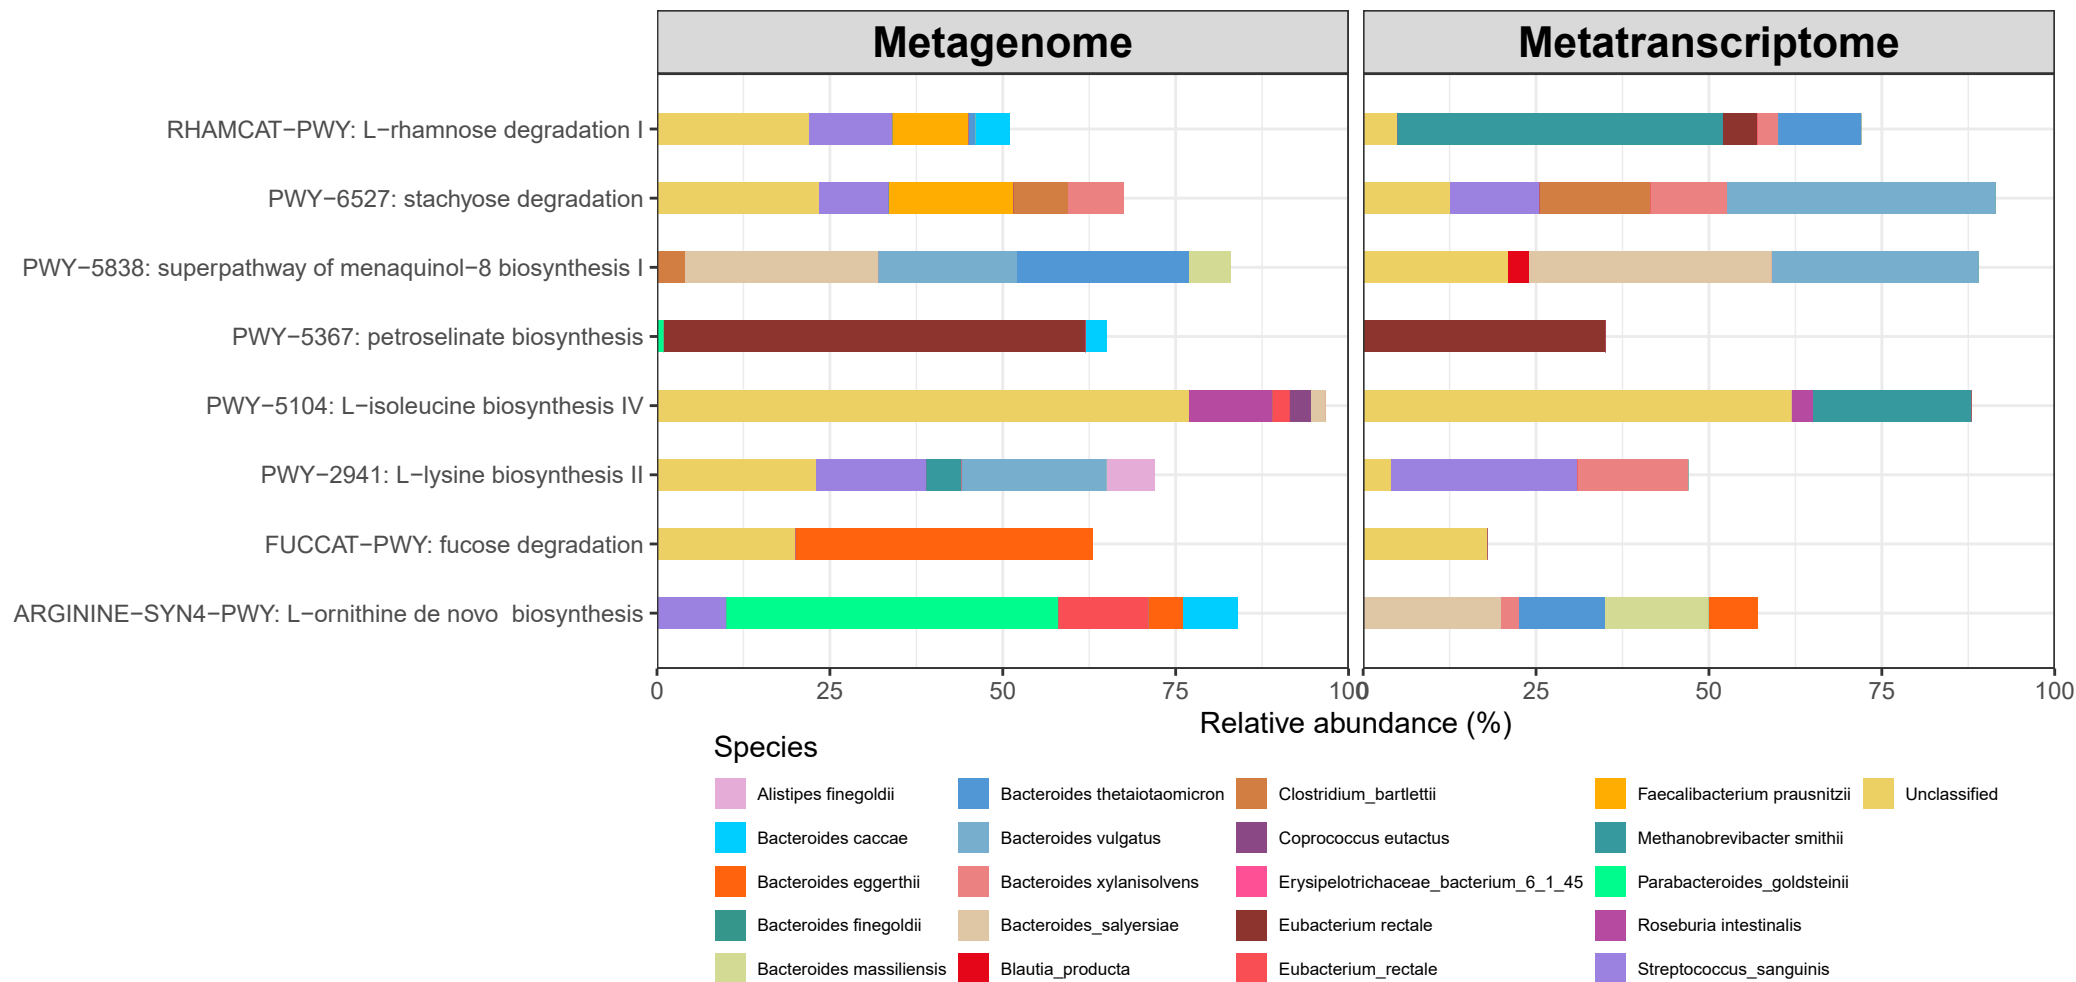 Metagenome
Metatranscriptome
RHAMCAT−PWY: L−rhamnose degradation I
PWY−6527: stachyose degradation
PWY−5838: superpathway of menaquinol−8 biosynthesis I
PWY−5367: petroselinate biosynthesis
PWY−5104: L−isoleucine biosynthesis IV
PWY−2941: L−lysine biosynthesis II
FUCCAT−PWY: fucose degradation
ARGININE−SYN4−PWY: L−ornithine de novo  biosynthesis
0 25 50 75 100
0 25 50 75 100
Relative abundance (%)
Species
Alistipes finegoldii
Bacteroides caccae
Bacteroides eggerthii
Bacteroides finegoldii
Bacteroides massiliensis
Bacteroides thetaiotaomicron
Bacteroides vulgatus
Bacteroides xylanisolvens
Bacteroides_salyersiae
Blautia_producta
Clostridium_bartlettii
Coprococcus eutactus
Erysipelotrichaceae_bacterium_6_1_45
Eubacterium rectale
Eubacterium_rectale
Faecalibacterium prausnitzii
Methanobrevibacter smithii
Parabacteroides_goldsteinii
Roseburia intestinalis
Streptococcus_sanguinis
Unclassified